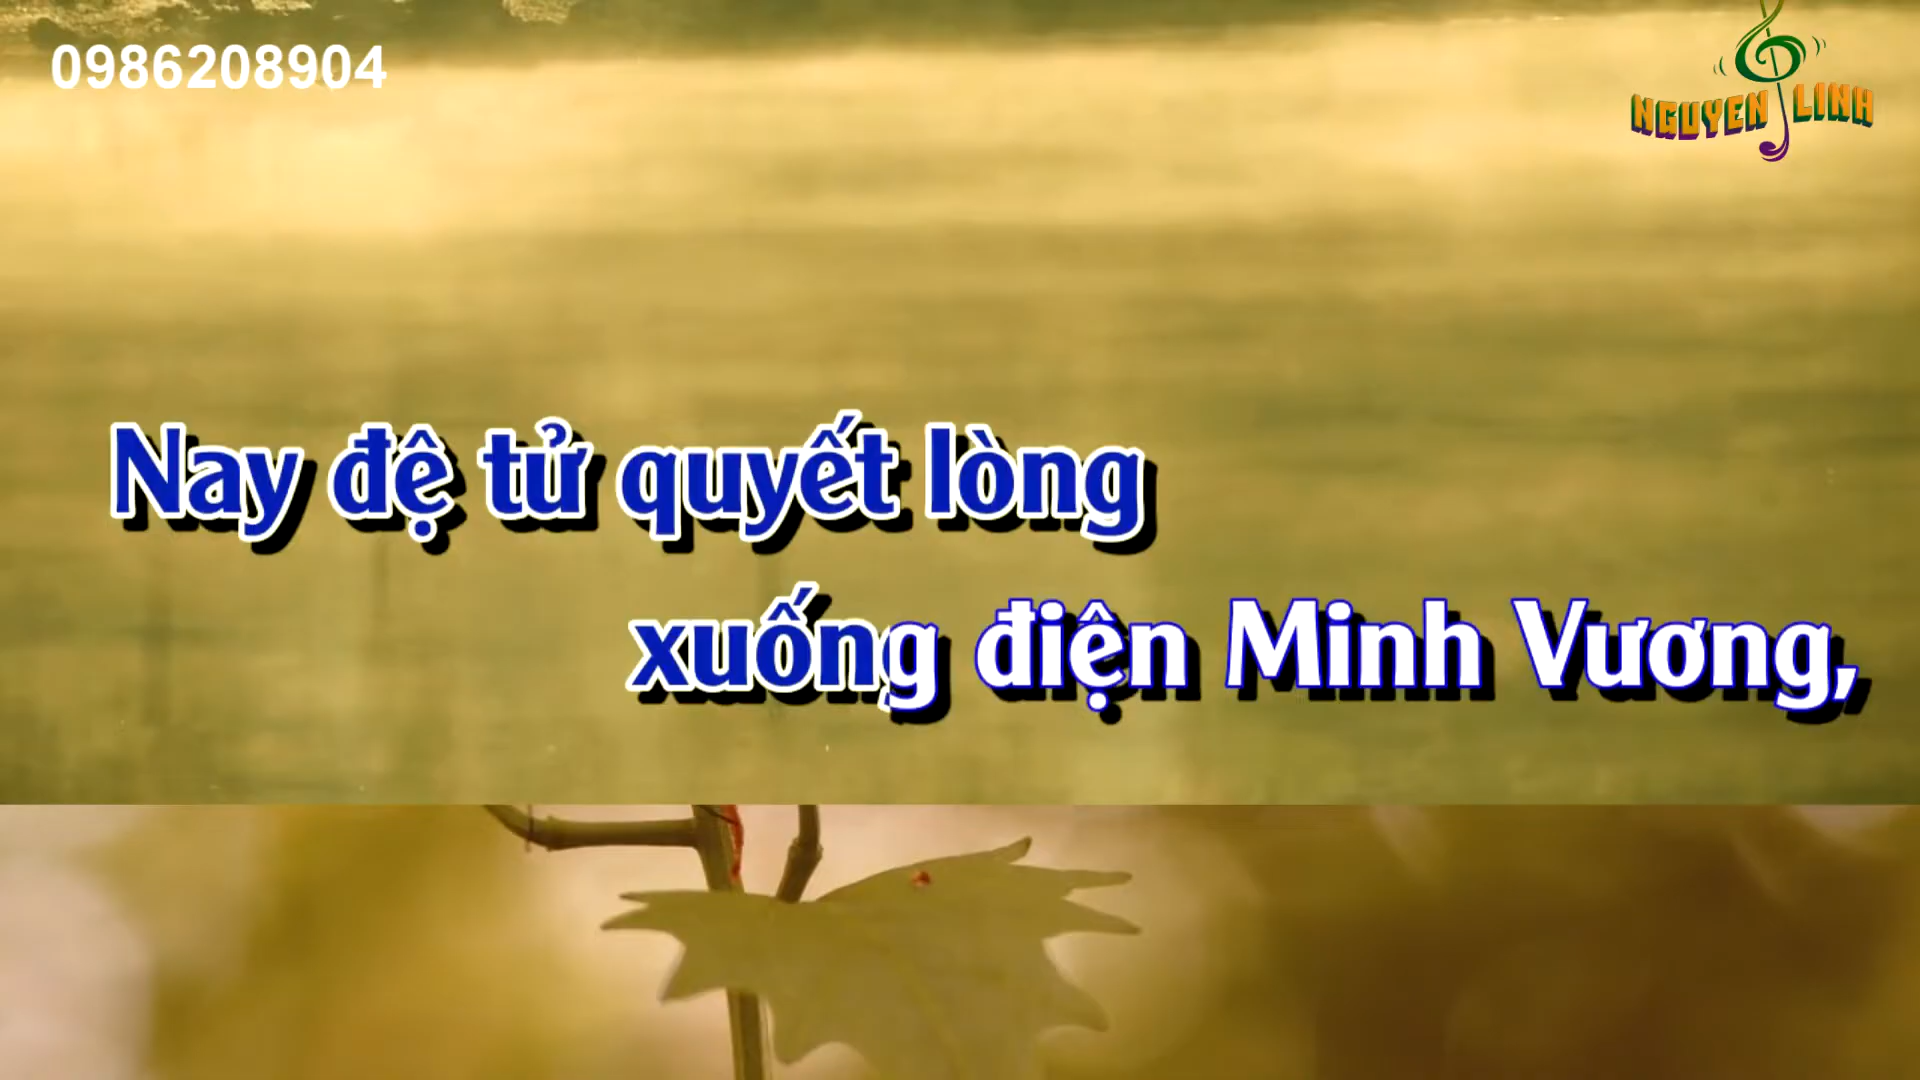 0986208904
NGUYEN LINH
Nay đệ tử quyết lòng
xuống điện Minh Vương,